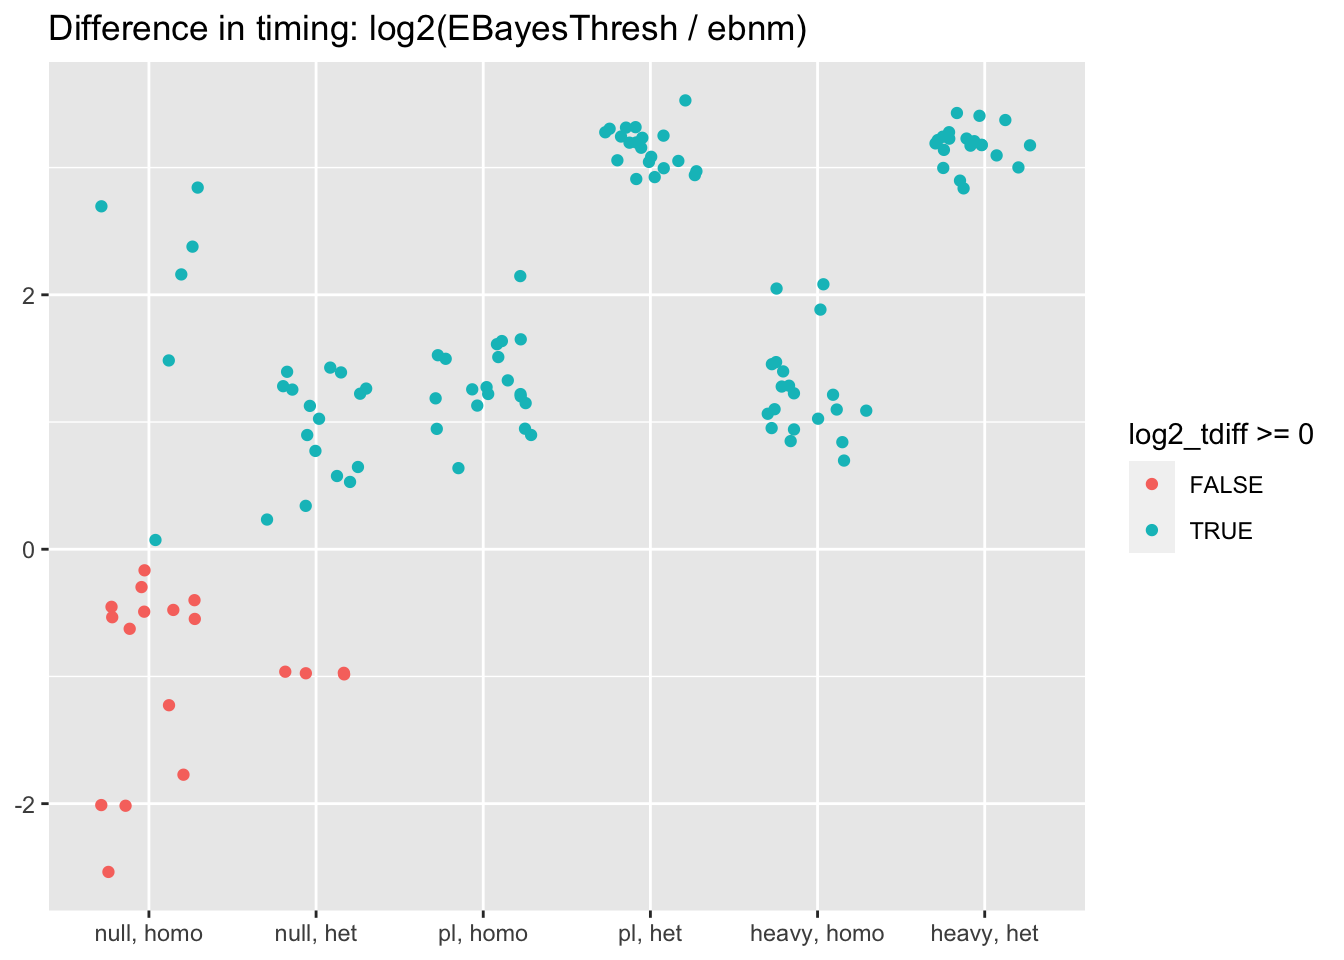 Difference in timing: log2(EBayesThresh / ebnm)
2
0
-2
null, homo
null, het
pl, homo
pl, het
heavy, homo
heavy, het
log2_tdiff >= 0
FALSE
TRUE